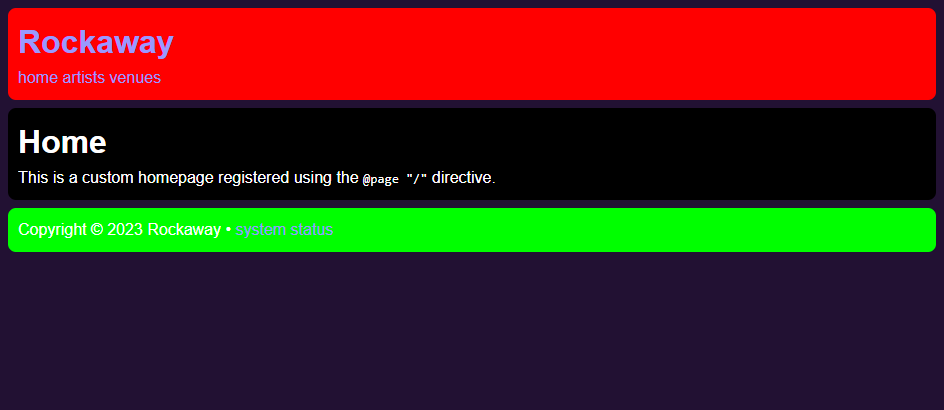 Rockaway
home artists venues
Home
This is a custom homepage registered using the @page "/" directive.
Copyright © 2023 Rockaway • system status